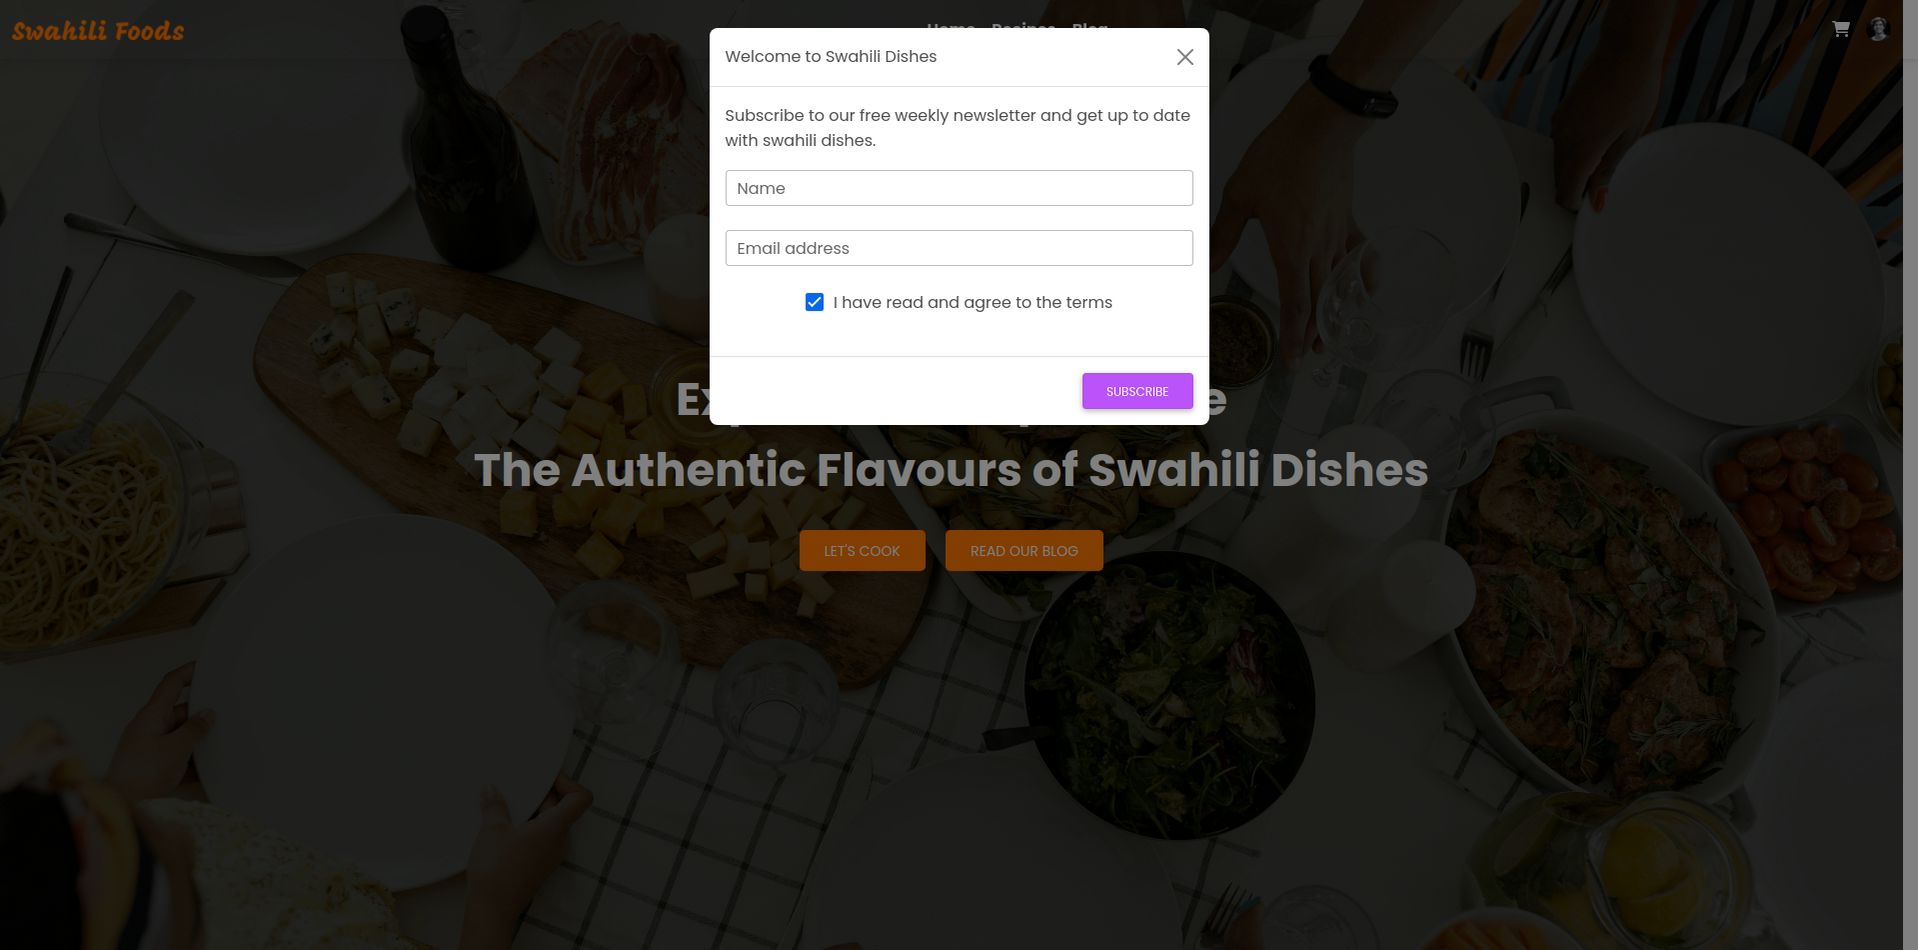 Swahili Foods
Home Recipes Blog
Welcome to Swahili Dishes
Subscribe to our free weekly newsletter and get up to date
with swahili dishes.
Name
Email address
I have read and agree to the terms
SUBSCRIBE
The Authentic Flavours of Swahili Dishes
LET'S COOK
READ OUR BLOG